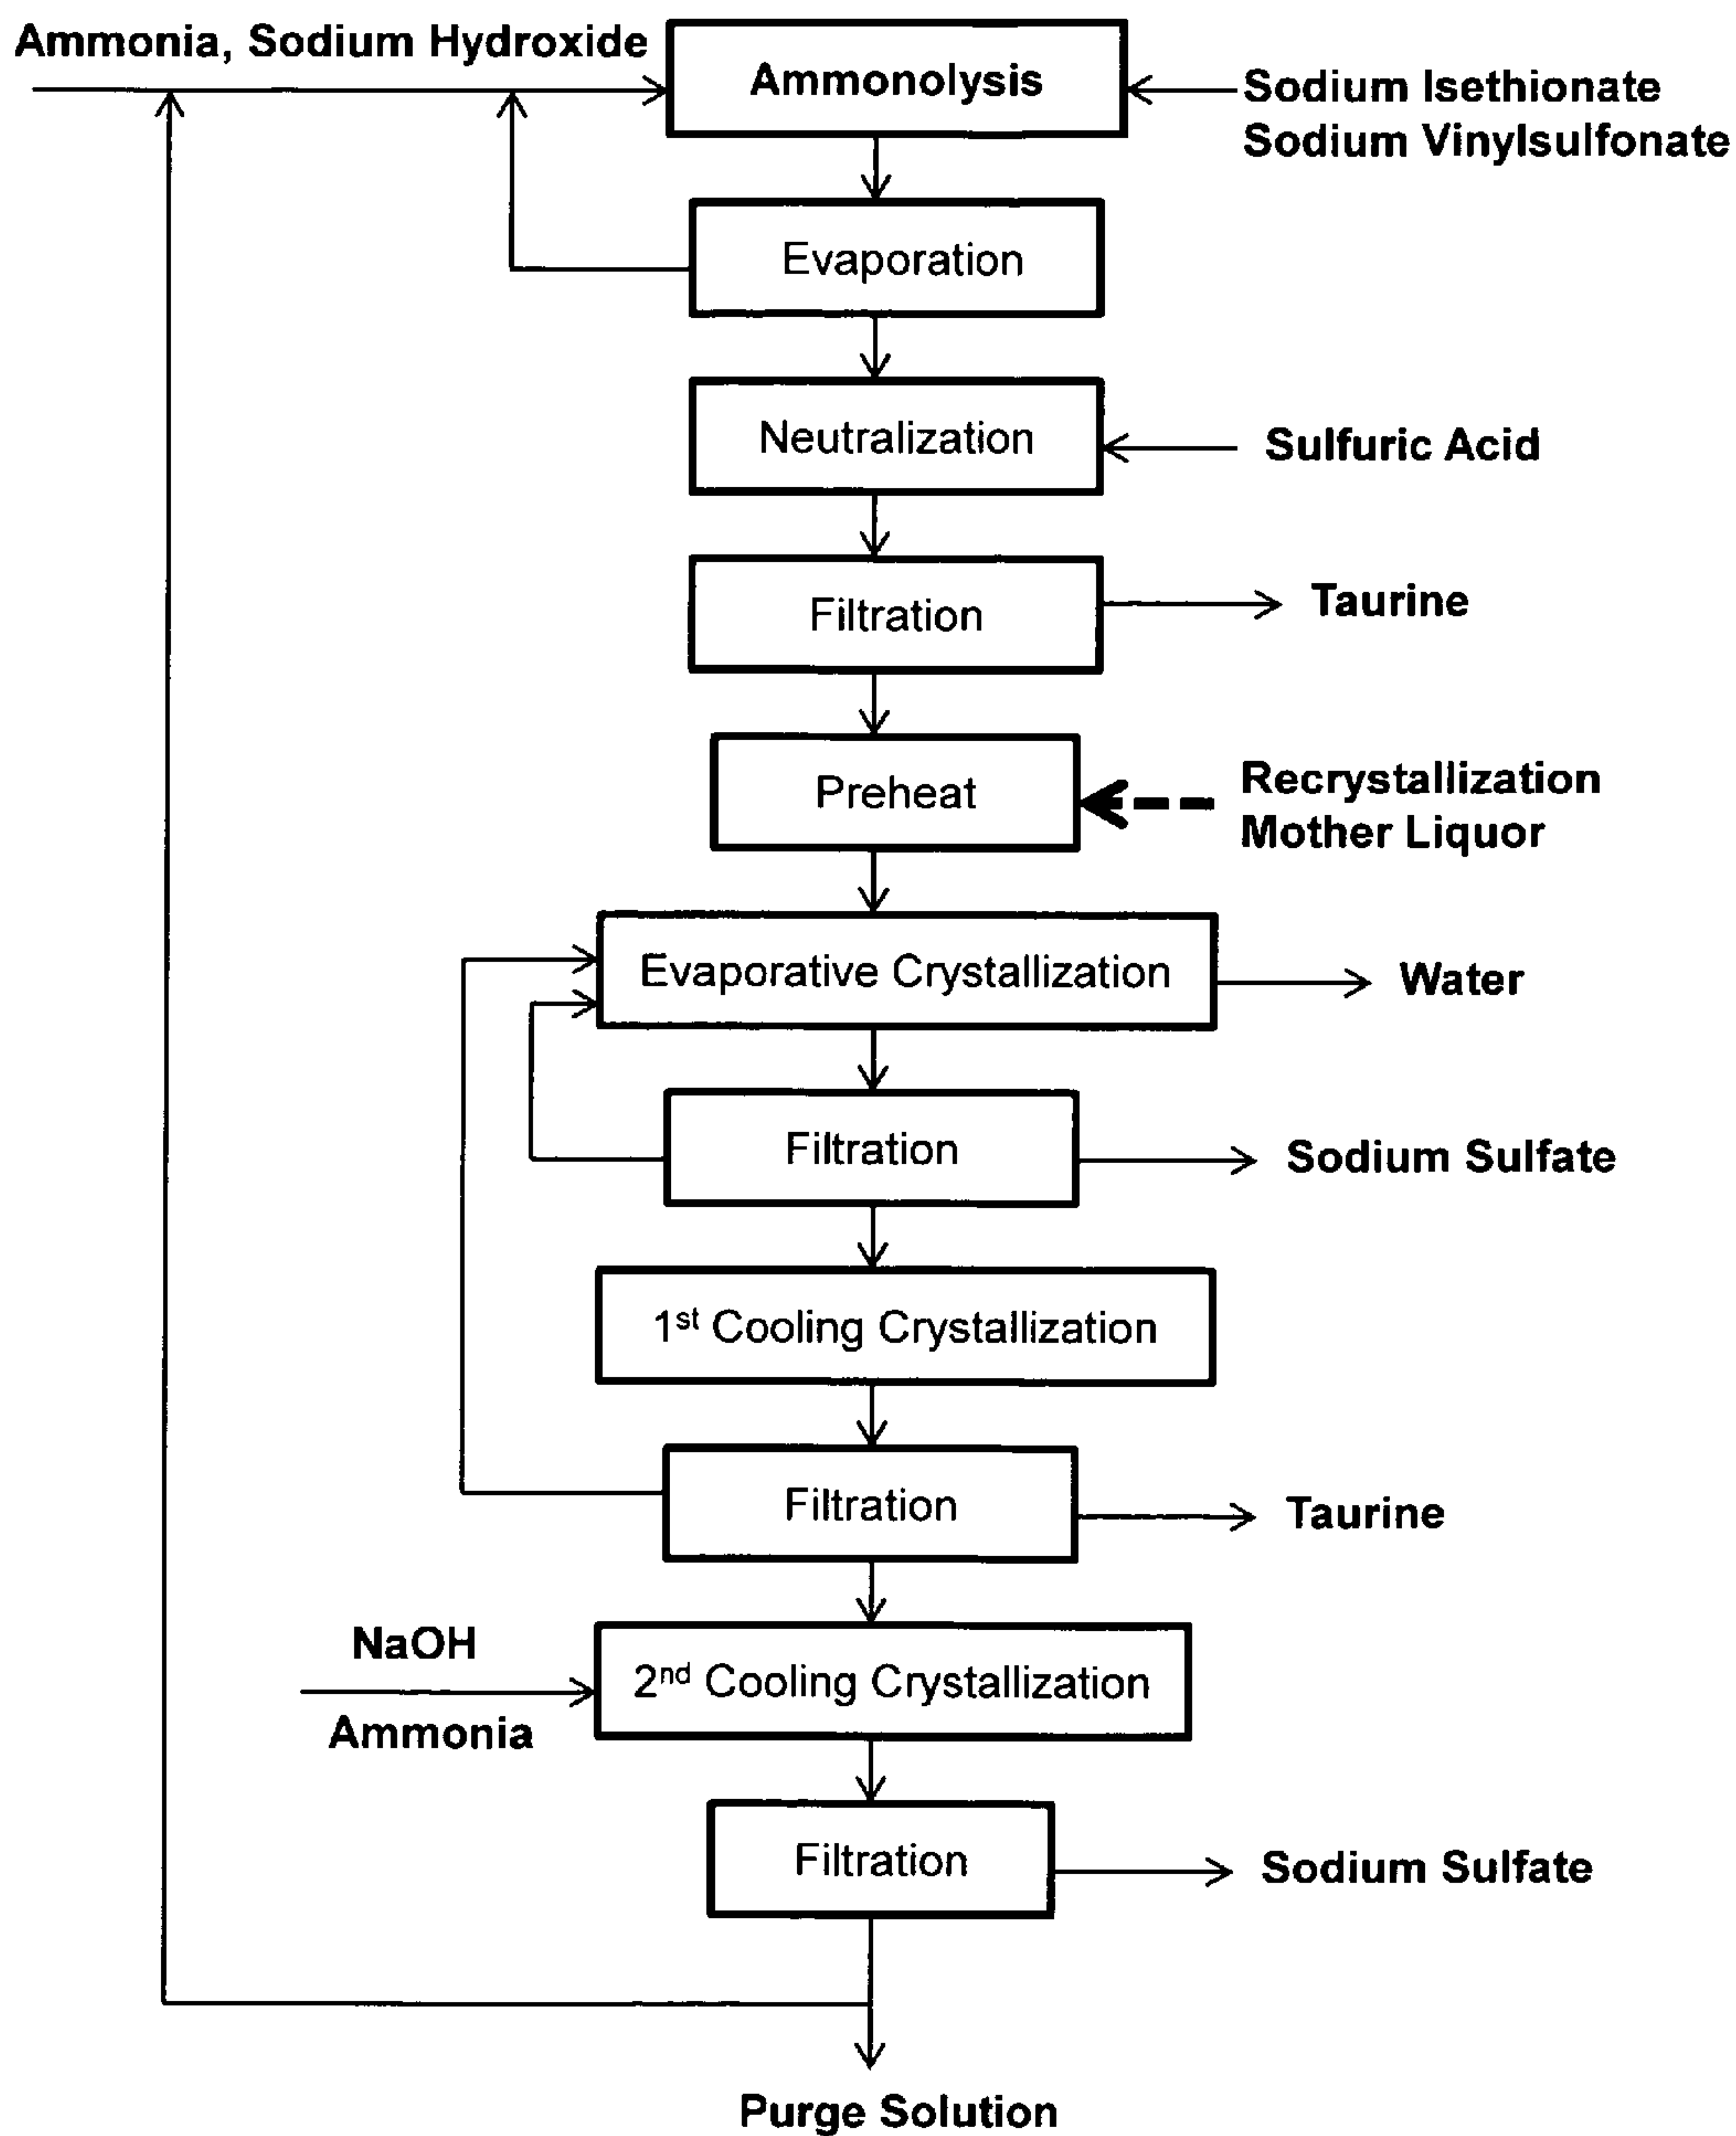 Ammonia, Sodium Hydroxide
Ammonolysis
Sodium Isethionate
Sodium Vinylsulfonate
Evaporation
Neutralization
Sulfuric Acid
Filtration
Taurine
Preheat
Recrystallization
Mother Liquor
Evaporative Crystallization
Water
Filtration
Sodium Sulfate
1st Cooling Crystallization
Filtration
Taurine
NaOH
2nd Cooling Crystallization
Ammonia
Filtration
Sodium Sulfate
Purge Solution